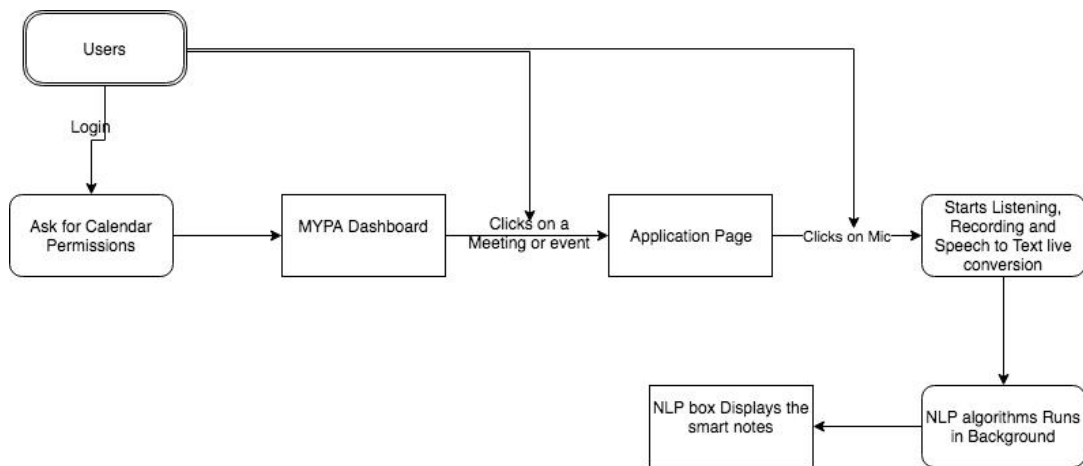 Users
Login
Ask for Calendar
Permissions
MYPA Dashboard
Clicks on a
Meeting or event
Application Page
Clicks on Mic
Starts Listening,
Recording and
Speech to Text live
conversion
NLP box Displays the
smart notes
NLP algorithms Runs
in Background